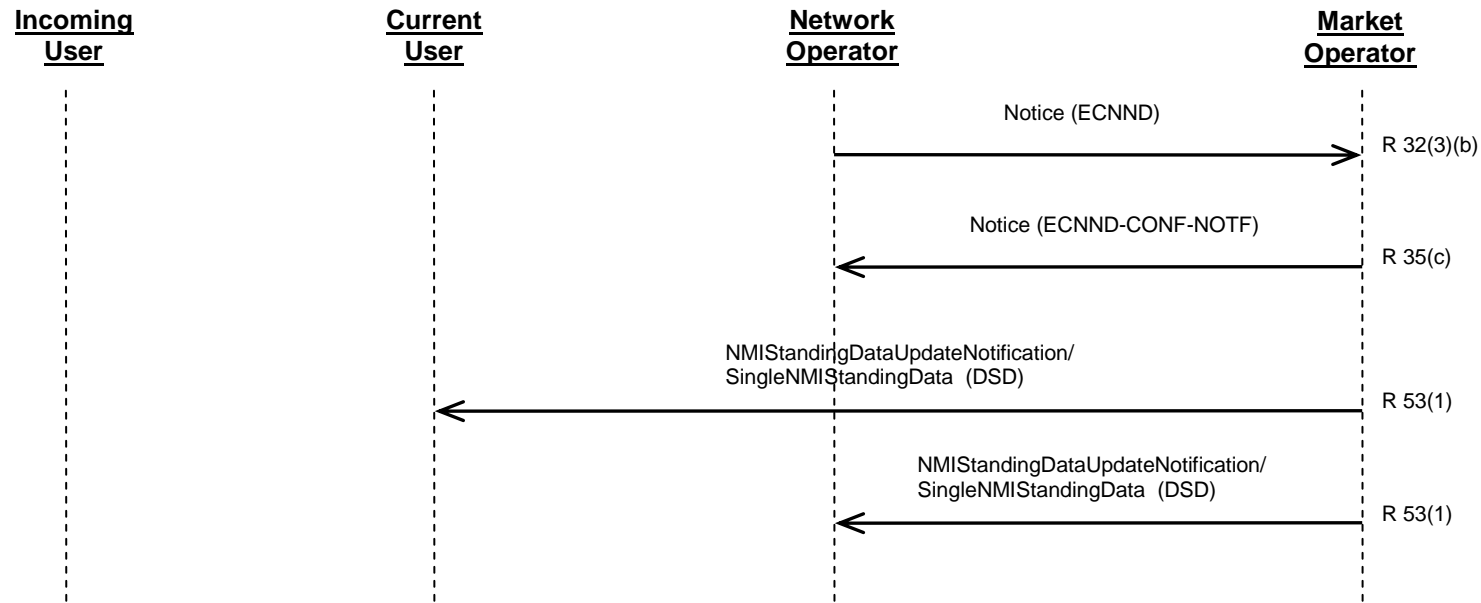 Incoming
User
Current
User
Network
Operator
Market
Operator
Notice (ECNND)
R 32(3)(b)
Notice (ECNND-CONF-NOTF)
R 35(c)
NMIStandingDataUpdateNotification/
SingleNMIStandingData (DSD)
R 53(1)
NMIStandingDataUpdateNotification/
SingleNMIStandingData (DSD)
R 53(1)